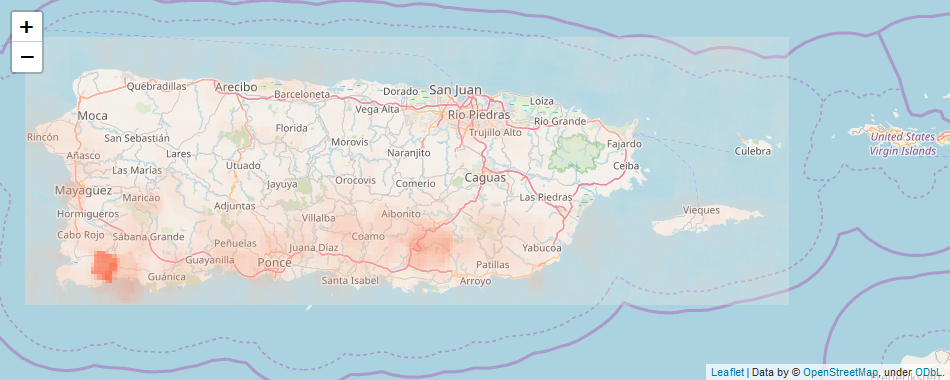 +
−
Quebradillas
Arecibo
Barceloneta
Dorado
San Juan
Vega Alta
Loíza
Moca
Río Piedras
Río Grande
Rincón
San Sebastián
Florida
Morovis
Trujillo Alto
Fajardo
United States
Virgin Islands
Añasco
Lares
Utuado
Naranjito
Culebra
Las Marías
Ceiba
Mayagüez
Maricao
Jayuya
Orocovis
Comerío
Caguas
Las Piedras
Hormigueros
Adjuntas
Villalba
Aibonito
Vieques
Cabo Rojo
Sábana Grande
Peñuelas
Juana Díaz
Coamo
Yabucoa
Guayanilla
Ponce
Patillas
Guánica
Santa Isabel
Arroyo
Leaflet | Data by © OpenStreetMap, under ODbL.